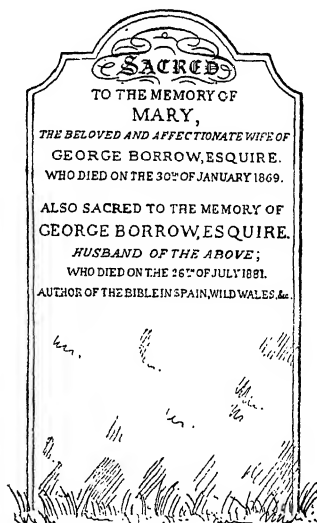 SACRED
TO THE MEMORY OF
MARY,
THE BELOVED AND AFFECTIONATE WIFE OF
GEORGE BORROW, ESQUIRE.
WHO DIED ON THE 30TH OF JANUARY 1869.
ALSO SACRED TO THE MEMORY OF
GEORGE BORROW, ESQUIRE.
HUSBAND OF THE ABOVE;
WHO DIED ON THE 26TH OF JULY 1881.
AUTHOR OF THE BIBLE IN SPAIN, WILD WALES, &c.